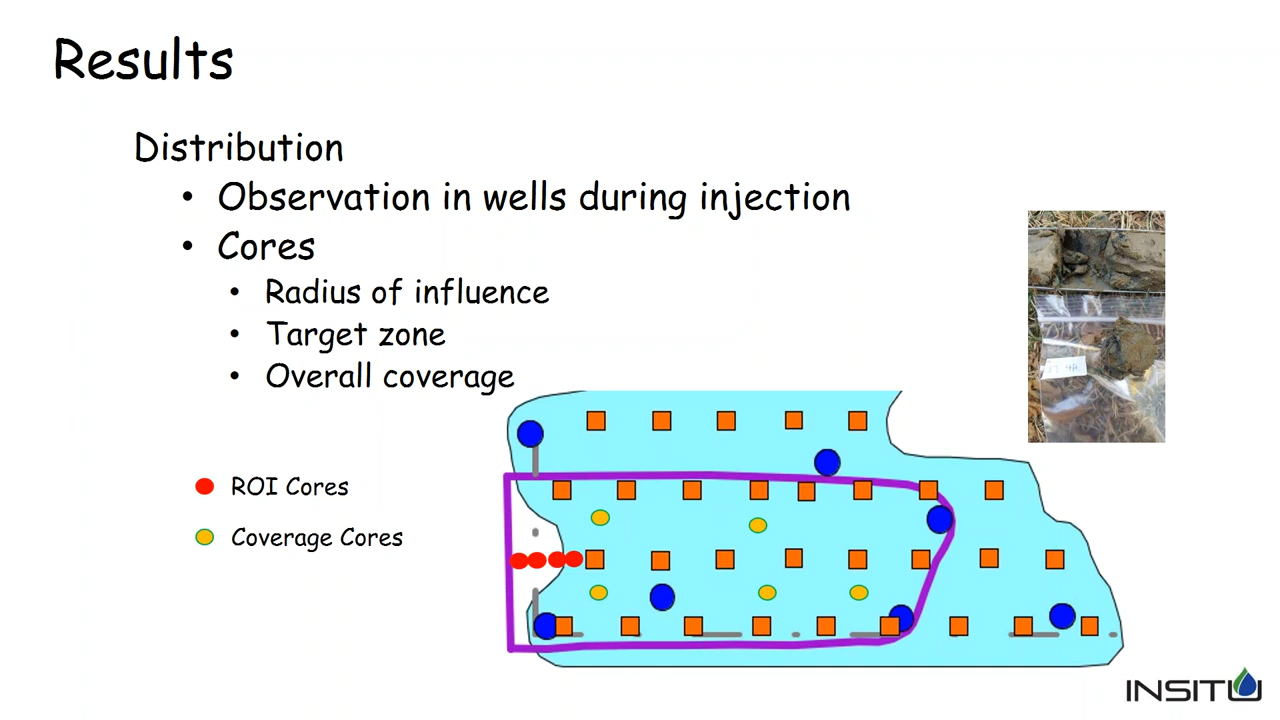 Results
Distribution
• Observation in wells during injection
• Cores
• Radius of influence
• Target zone
• Overall coverage
ROI Cores
Coverage Cores
INSITU